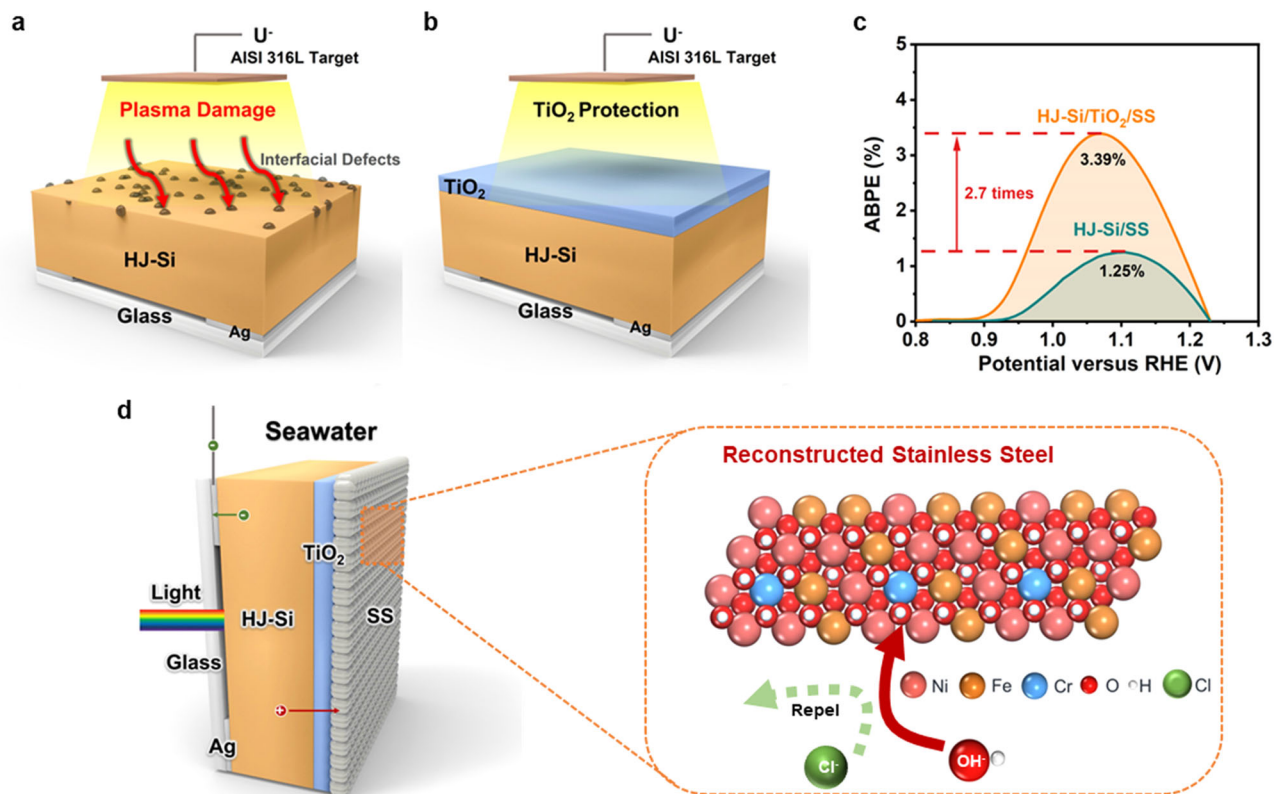 a
U-
AISI 316L Target
Plasma Damage
Interfacial Defects
HJ-Si
Glass
Ag
b
U-
AISI 316L Target
TiO2 Protection
TiO2
HJ-Si
Glass
Ag
c
5
4
3
2
1
0
ABPE (%)
HJ-Si/TiO2/SS
3.39%
2.7 times
HJ-Si/SS
1.25%
0.8 0.9 1.0 1.1 1.2 1.3
Potential versus RHE (V)
d
Seawater
TiO2
Light
HJ-Si
SS
Glass
Ag
Reconstructed Stainless Steel
Ni Fe Cr O H Cl
Repel
Cl-
OH-